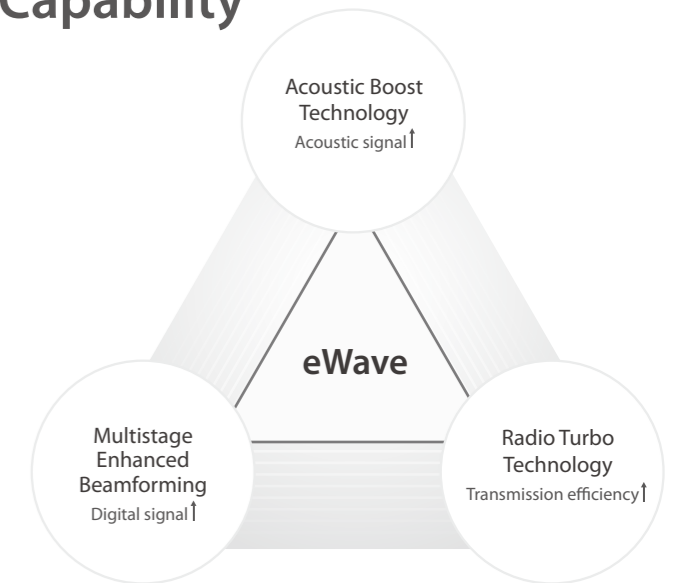 Capability
Acoustic Boost
Technology
Acoustic signal↑
eWave
Multistage
Enhanced
Beamforming
Digital signal↑
Radio Turbo
Technology
Transmission efficiency↑